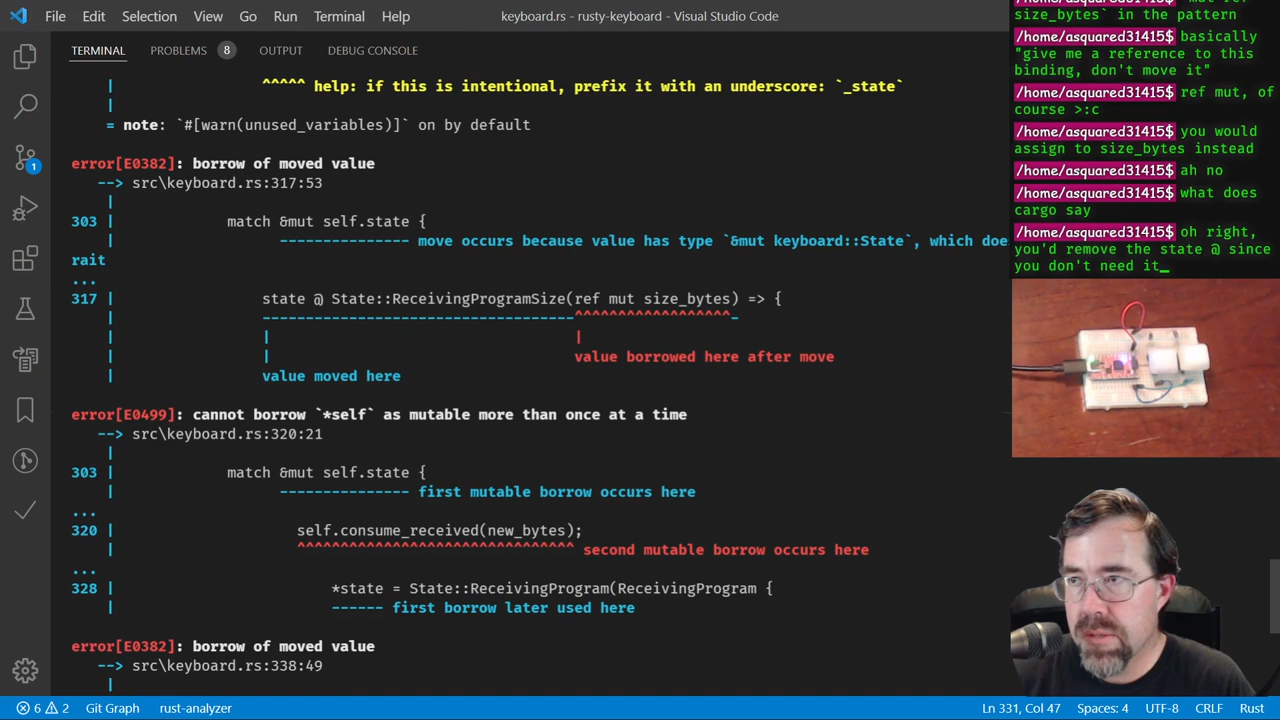 File Edit Selection View Go Run Terminal Help
keyboard.rs - rusty-keyboard - Visual Studio Code
TERMINAL PROBLEMS 8 OUTPUT DEBUG CONSOLE
| ^^^^^ help: if this is intentional, prefix it with an underscore: `_state`
|
= note: `#[warn(unused_variables)]` on by default
error[E0382]: borrow of moved value
--> src\keyboard.rs:317:53
|
303 | match &mut self.state {
| --------------- move occurs because value has type `&mut keyboard::State`, which doe
rait
...
317 | state @ State::ReceivingProgramSize(ref mut size_bytes) => {
| ------------------------------------^^^^^^^^^^^^^^^^^^-
| | |
| | value borrowed here after move
| value moved here
error[E0499]: cannot borrow `*self` as mutable more than once at a time
--> src\keyboard.rs:320:21
|
303 | match &mut self.state {
| --------------- first mutable borrow occurs here
...
320 | self.consume_received(new_bytes);
| ^^^^^^^^^^^^^^^^^^^^^^^^^^^^^^^^ second mutable borrow occurs here
...
328 | *state = State::ReceivingProgram(ReceivingProgram {
| ------ first borrow later used here
error[E0382]: borrow of moved value
--> src\keyboard.rs:338:49
|
1
6 2 Git Graph rust-analyzer
Ln 331, Col 47 Spaces: 4 UTF-8 CRLF Rust
size_bytes` in the pattern
/home/asquared31415$ basically
"give me a reference to this
binding, don't move it"
/home/asquared31415$ ref mut, of
course >:c
/home/asquared31415$ you would
assign to size_bytes instead
/home/asquared31415$ ah no
/home/asquared31415$ what does
cargo say
/home/asquared31415$ oh right,
you'd remove the state @ since
you don't need it_